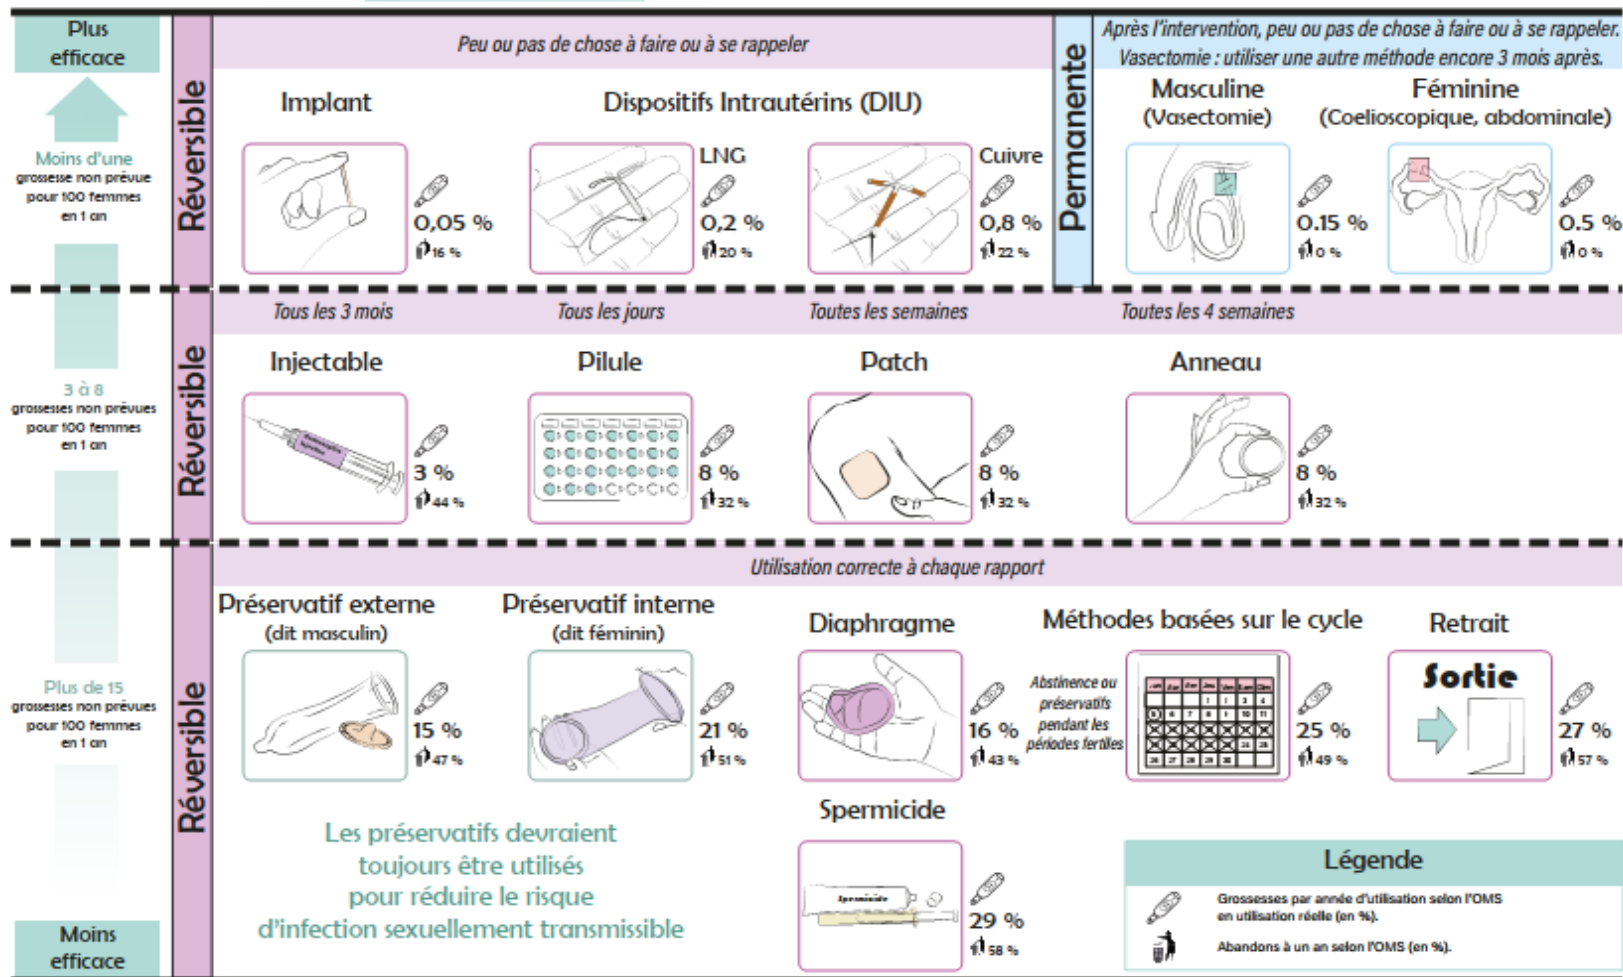 Plus
efficace
Moins d'une
grossesse non prévue
pour 100 femmes
en 1 an
3 à 8
grossesses non prévues
pour 100 femmes
en 1 an
Plus de 15
grossesses non prévues
pour 100 femmes
en 1 an
Moins
efficace
Réversible
Peu ou pas de chose à faire ou à se rappeler
Implant
0,05 %
16 %
Dispositifs Intrautérins (DIU)
LNG
0,2 %
20 %
Cuivre
0,8 %
22 %
Permanente
Après l'intervention, peu ou pas de chose à faire ou à se rappeler.
Vasectomie : utiliser une autre méthode encore 3 mois après.
Masculine
(Vasectomie)
0.15 %
0 %
Féminine
(Coelioscopique, abdominale)
0.5 %
0 %
Réversible
Tous les 3 mois
Injectable
3 %
44 %
Tous les jours
Pilule
8 %
32 %
Toutes les semaines
Patch
8 %
32 %
Toutes les 4 semaines
Anneau
8 %
32 %
Réversible
Utilisation correcte à chaque rapport
Préservatif externe
(dit masculin)
15 %
47 %
Préservatif interne
(dit féminin)
21 %
51 %
Diaphragme
16 %
43 %
Méthodes basées sur le cycle
Abstinence ou
préservatifs
pendant les
périodes fertiles
25 %
49 %
Retrait
Sortie
27 %
57 %
Les préservatifs devraient
toujours être utilisés
pour réduire le risque
d'infection sexuellement transmissible
Spermicide
Spermicide
29 %
58 %
Légende
Grossesses par année d'utilisation selon l'OMS
en utilisation réelle (en %).
Abandons à un an selon l'OMS (en %).